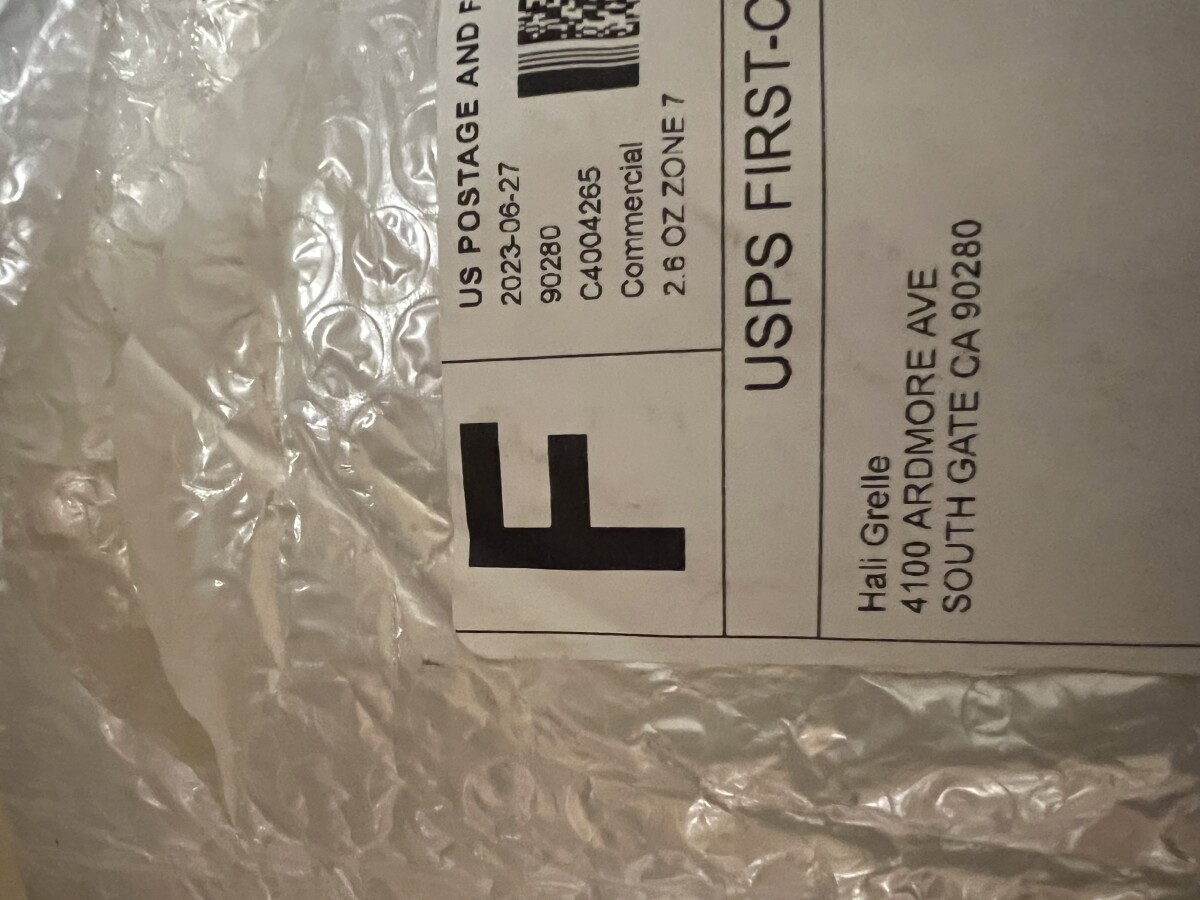 US POSTAGE AND F
2023-06-27
90280
C4004265
Commercial
2.6 OZ ZONE 7
F
USPS FIRST-C
Hali Grelle
4100 ARDMORE AVE
SOUTH GATE CA 90280